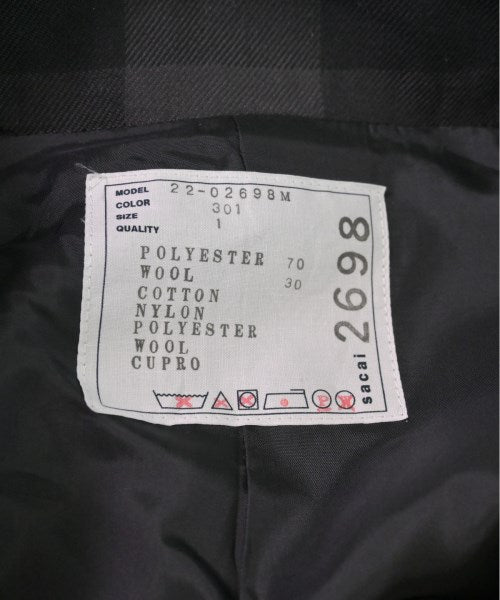 MODEL 22-02698M
COLOR 301
SIZE 1
QUALITY
POLYESTER 70
WOOL 30
COTTON
NYLON
POLYESTER
WOOL
CUPRO
P W
sacai 2698